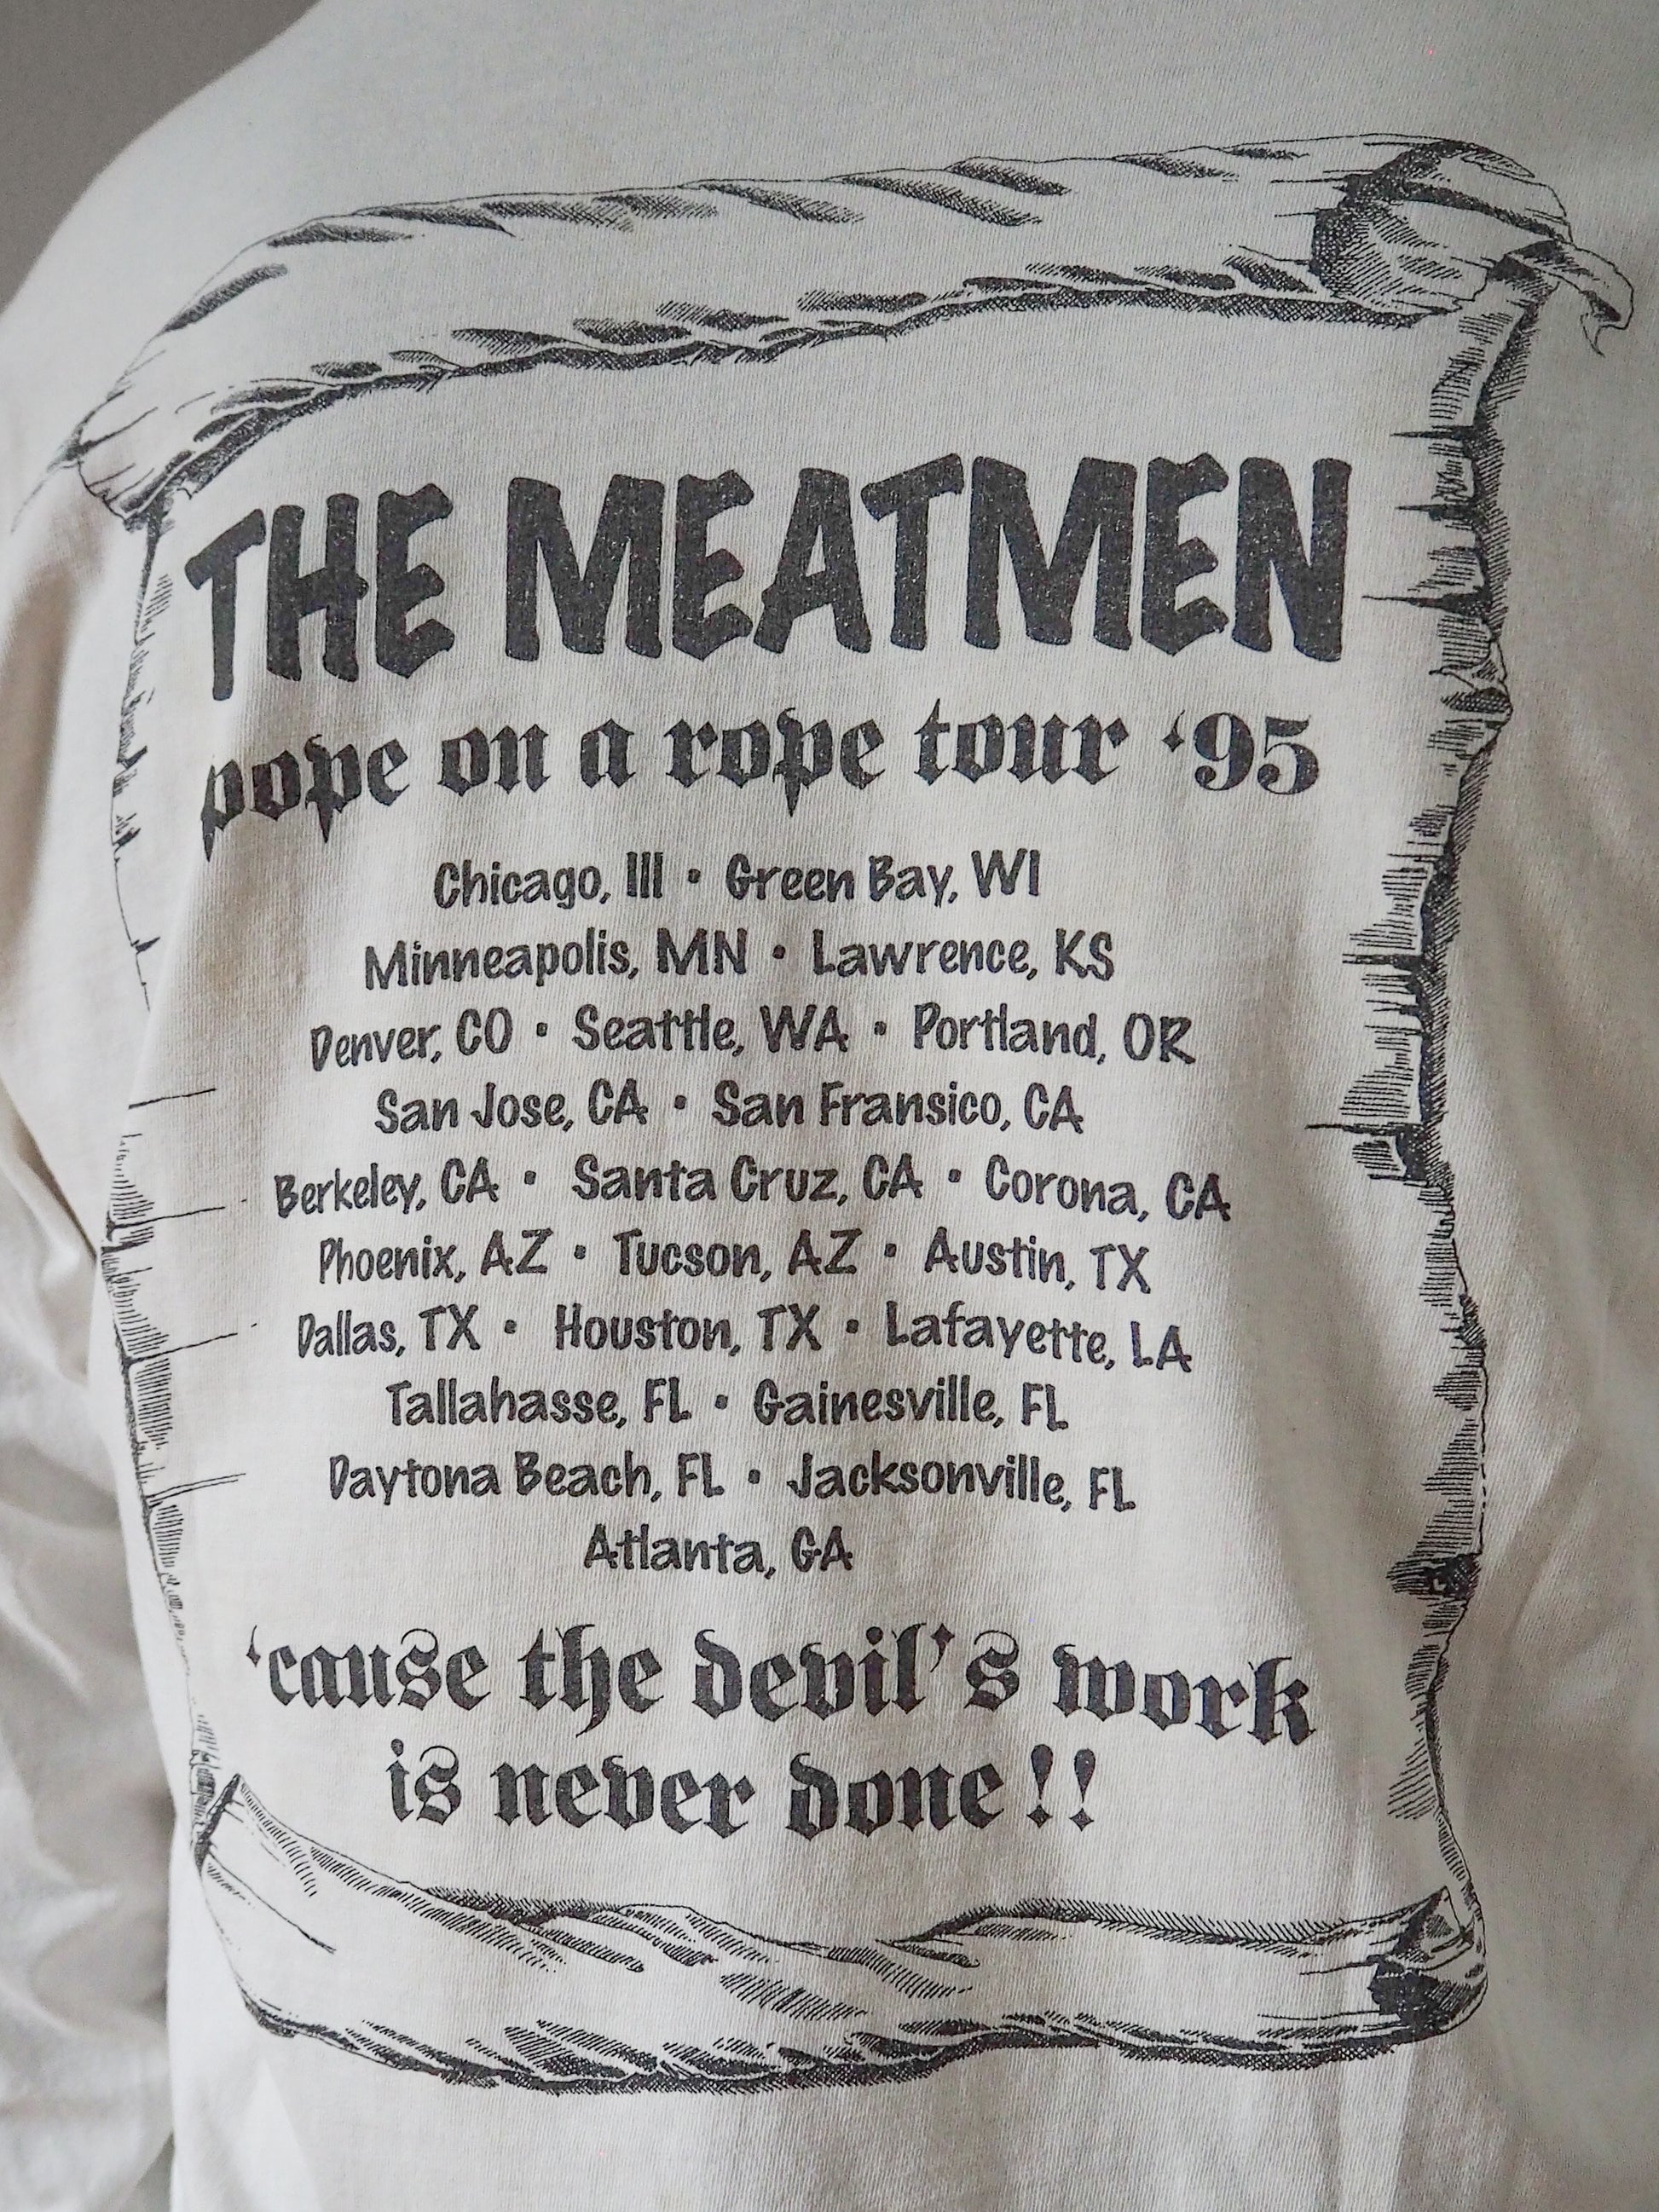 THE MEATMEN
pope on a rope tour ‘95
Chicago, Ill • Green Bay, WI
Minneapolis, MN • Lawrence, KS
Denver, CO • Seattle, WA • Portland, OR
San Jose, CA • San Fransico, CA
Berkeley, CA • Santa Cruz, CA • Corona, CA
Phoenix, AZ • Tucson, AZ • Austin, TX
Dallas, TX • Houston, TX • Lafayette, LA
Tallahasse, FL • Gainesville, FL
Daytona Beach, FL • Jacksonville, FL
Atlanta, GA
‘cause the devil’s work
is never done!!